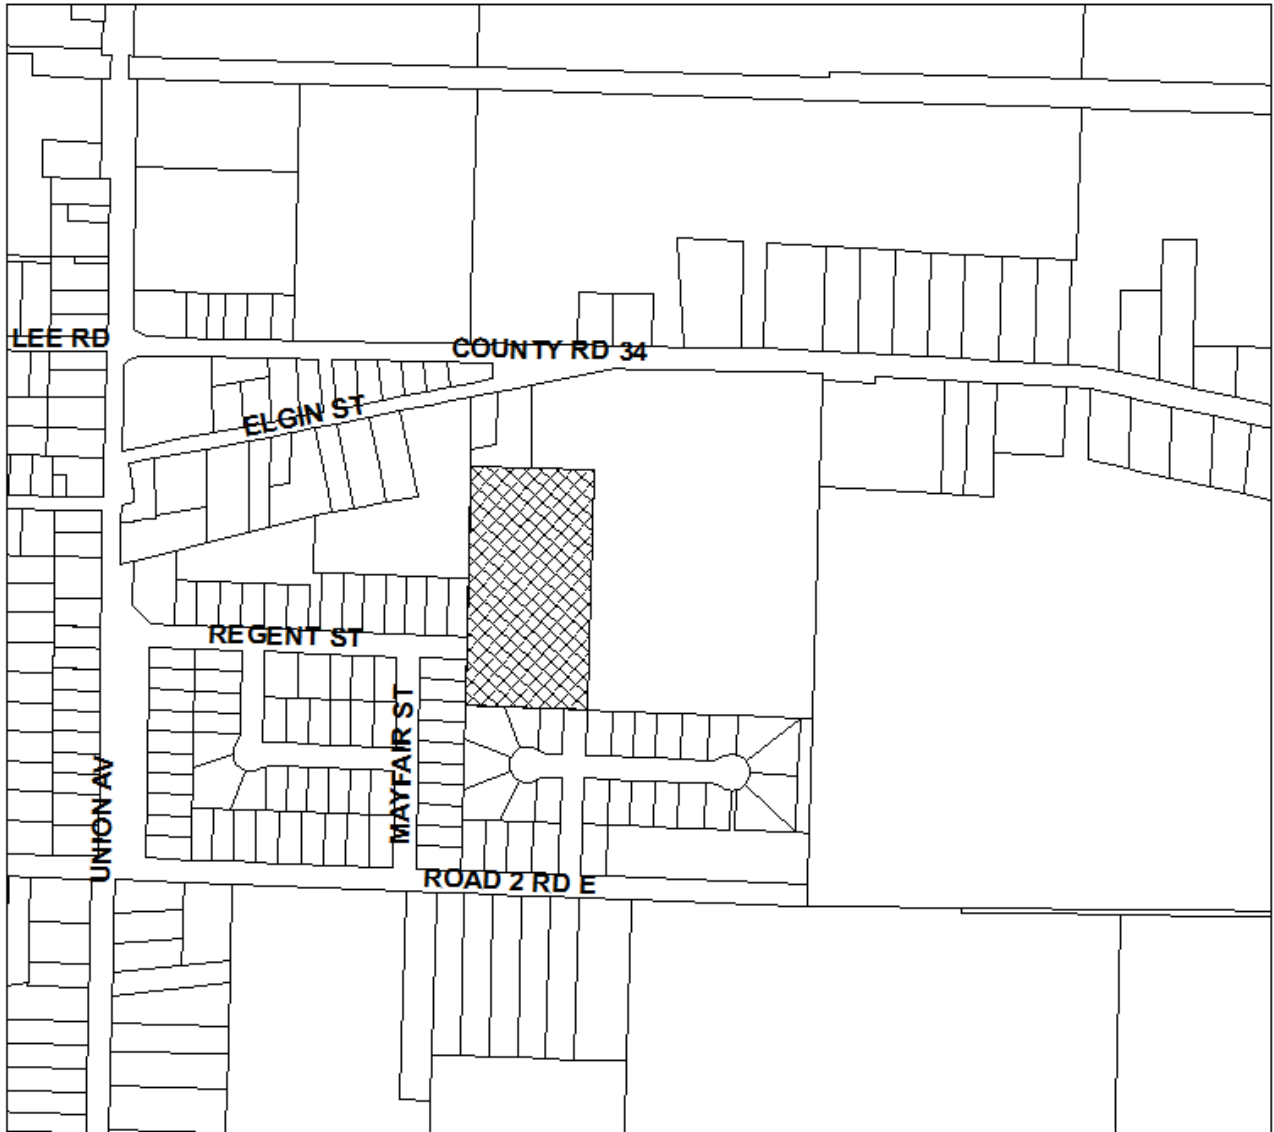 LEE RD
COUNTY RD 34
ELGIN ST
REGENT ST
MAYFAIR ST
UNION AV
ROAD 2 RD E